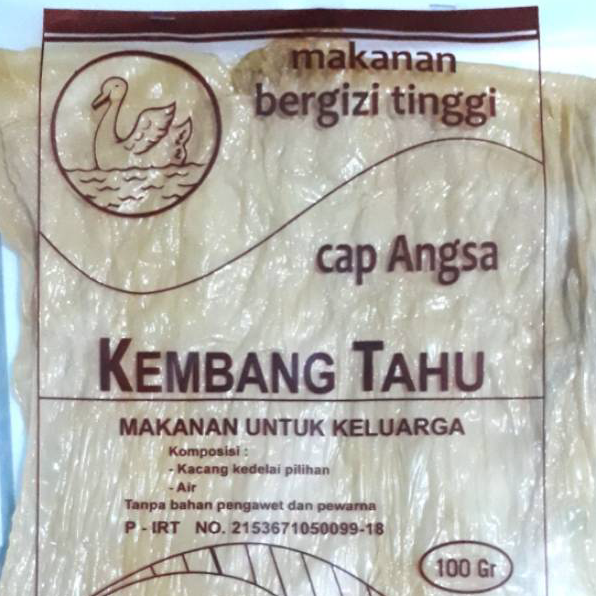 makanan
bergizi tinggi
cap Angsa
KEMBANG TAHU
MAKANAN UNTUK KELUARGA
Komposisi :
- Kacang kedelai pilihan
- Air
Tanpa bahan pengawet dan pewarna
P - IRT NO. 2153671050099-18
100 Gr